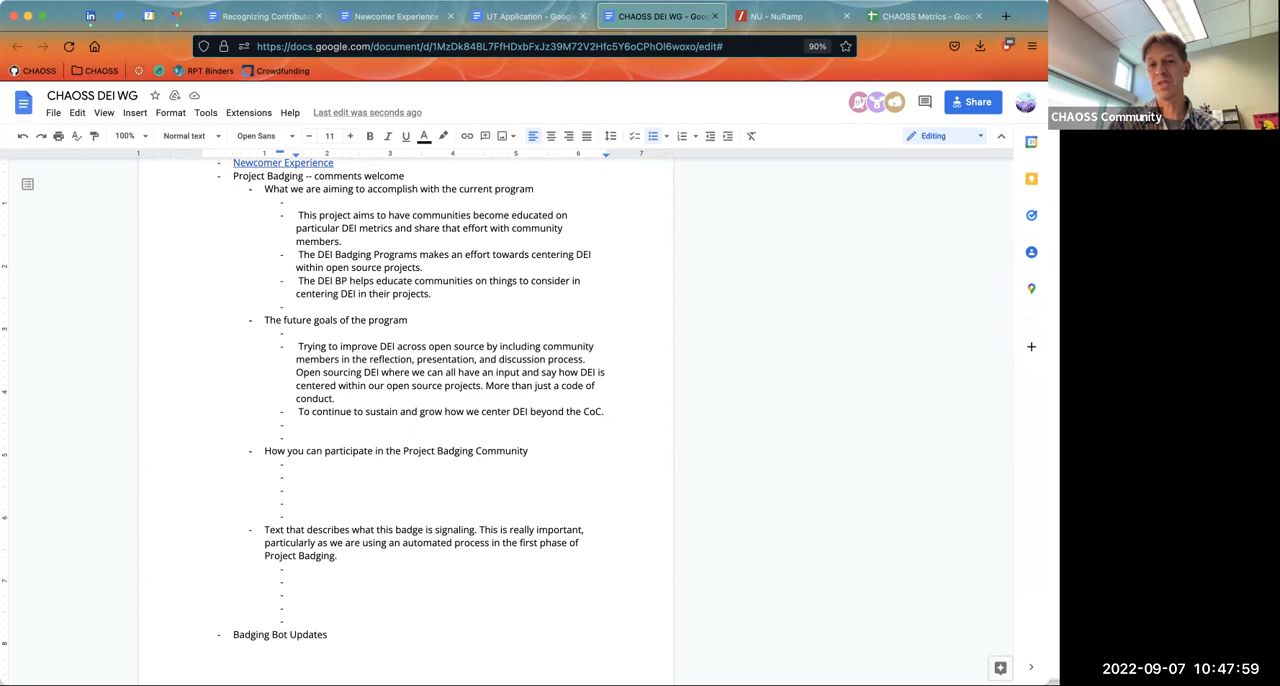 Recognizing Contributo
Newcomer Experience
UT Application - Google
CHAOSS DEI WG - Goo
NU - NuRamp
CHAOSS Metrics - Goo
https://docs.google.com/document/d/1MzDk84BL7FfHDxbFxJz39M72V2Hfc5Y6oCPhOl6woxo/edit#
90%
CHAOSS
CHAOSS
RPT Binders
Crowdfunding
CHAOSS DEI WG
File Edit View Insert Format Tools Extensions Help Last edit was seconds ago
Share
100% Normal text Open Sans 11 Editing
1 1 2 3 4 5 6 7
- Newcomer Experience
- Project Badging -- comments welcome
- What we are aiming to accomplish with the current program
-
- This project aims to have communities become educated on
particular DEI metrics and share that effort with community
members.
- The DEI Badging Programs makes an effort towards centering DEI
within open source projects.
- The DEI BP helps educate communities on things to consider in
centering DEI in their projects.
-
- The future goals of the program
-
- Trying to improve DEI across open source by including community
members in the reflection, presentation, and discussion process.
Open sourcing DEI where we can all have an input and say how DEI is
centered within our open source projects. More than just a code of
conduct.
- To continue to sustain and grow how we center DEI beyond the CoC.
-
-
- How you can participate in the Project Badging Community
-
-
-
-
-
- Text that describes what this badge is signaling. This is really important,
particularly as we are using an automated process in the first phase of
Project Badging.
-
-
-
-
-
- Badging Bot Updates
CHAOSS Community
2022-09-07 10:47:59